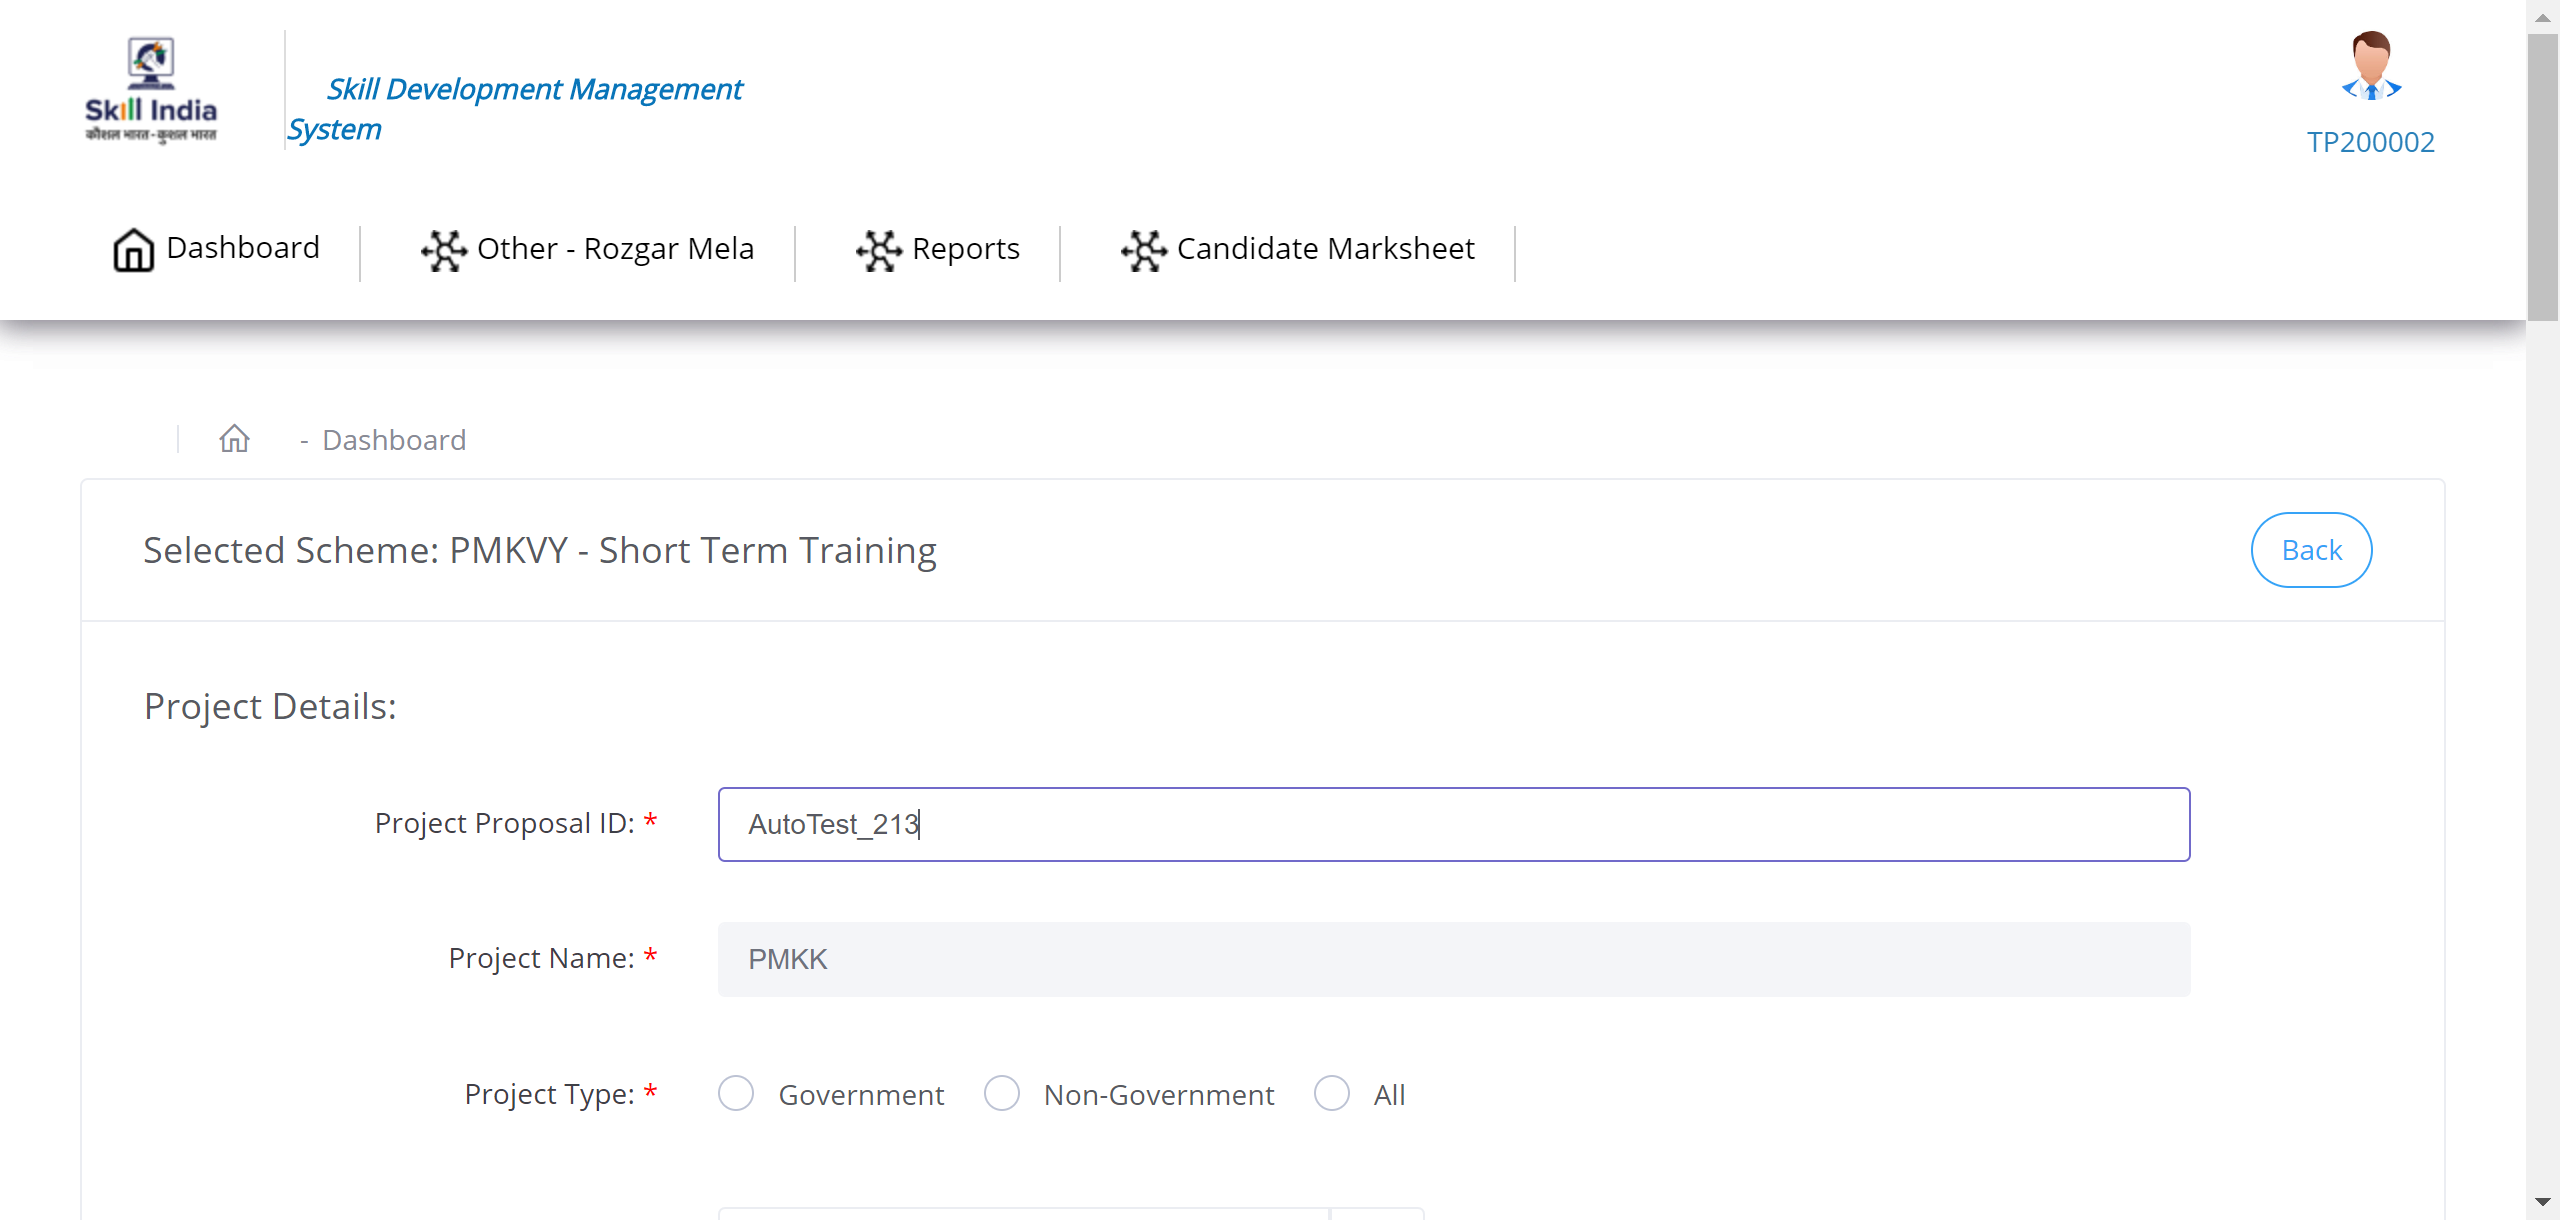 Skill India
कौशल भारत-कुशल भारत
Skill Development Management
System
TP200002
Dashboard
Other - Rozgar Mela
Reports
Candidate Marksheet
- Dashboard
Selected Scheme: PMKVY - Short Term Training
Back
Project Details:
Project Proposal ID: *
AutoTest_213
Project Name: *
PMKK
Project Type: *
Government
Non-Government
All